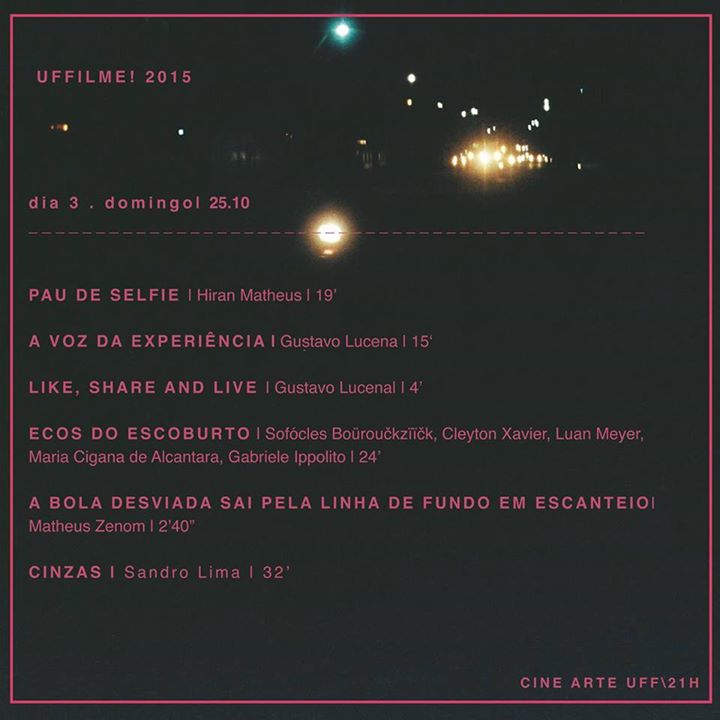 UFFILME! 2015
dia 3 . domingo| 25.10
PAU DE SELFIE | Hiran Matheus | 19’
A VOZ DA EXPERIÊNCIA | Gustavo Lucena | 15‘
LIKE, SHARE AND LIVE | Gustavo Lucena| 4’
ECOS DO ESCOBURTO | Sofócles Boüroučkzïïčk, Cleyton Xavier, Luan Meyer,
Maria Cigana de Alcantara, Gabriele Ippolito | 24’
A BOLA DESVIADA SAI PELA LINHA DE FUNDO EM ESCANTEIO|
Matheus Zenom | 2’40”
CINZAS | Sandro Lima | 32’
CINE ARTE UFF\21H